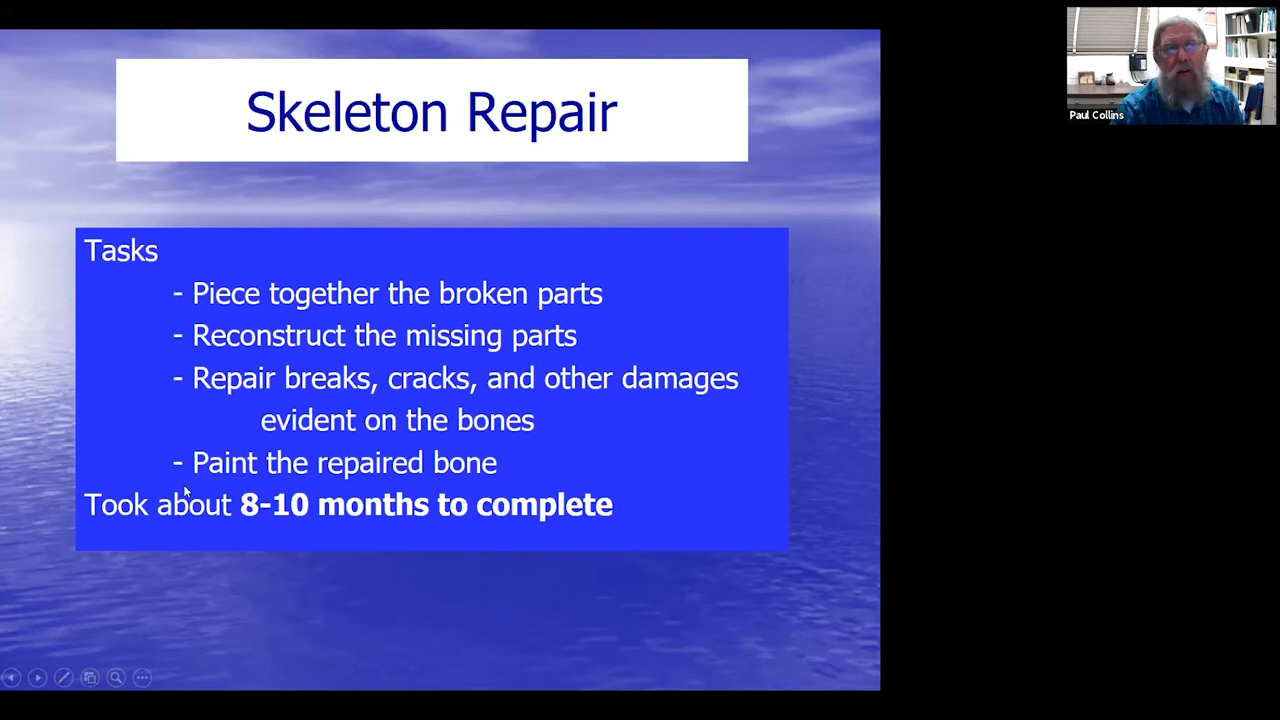 Skeleton Repair
Tasks
- Piece together the broken parts
- Reconstruct the missing parts
- Repair breaks, cracks, and other damages
evident on the bones
- Paint the repaired bone
Took about 8-10 months to complete
Paul Collins